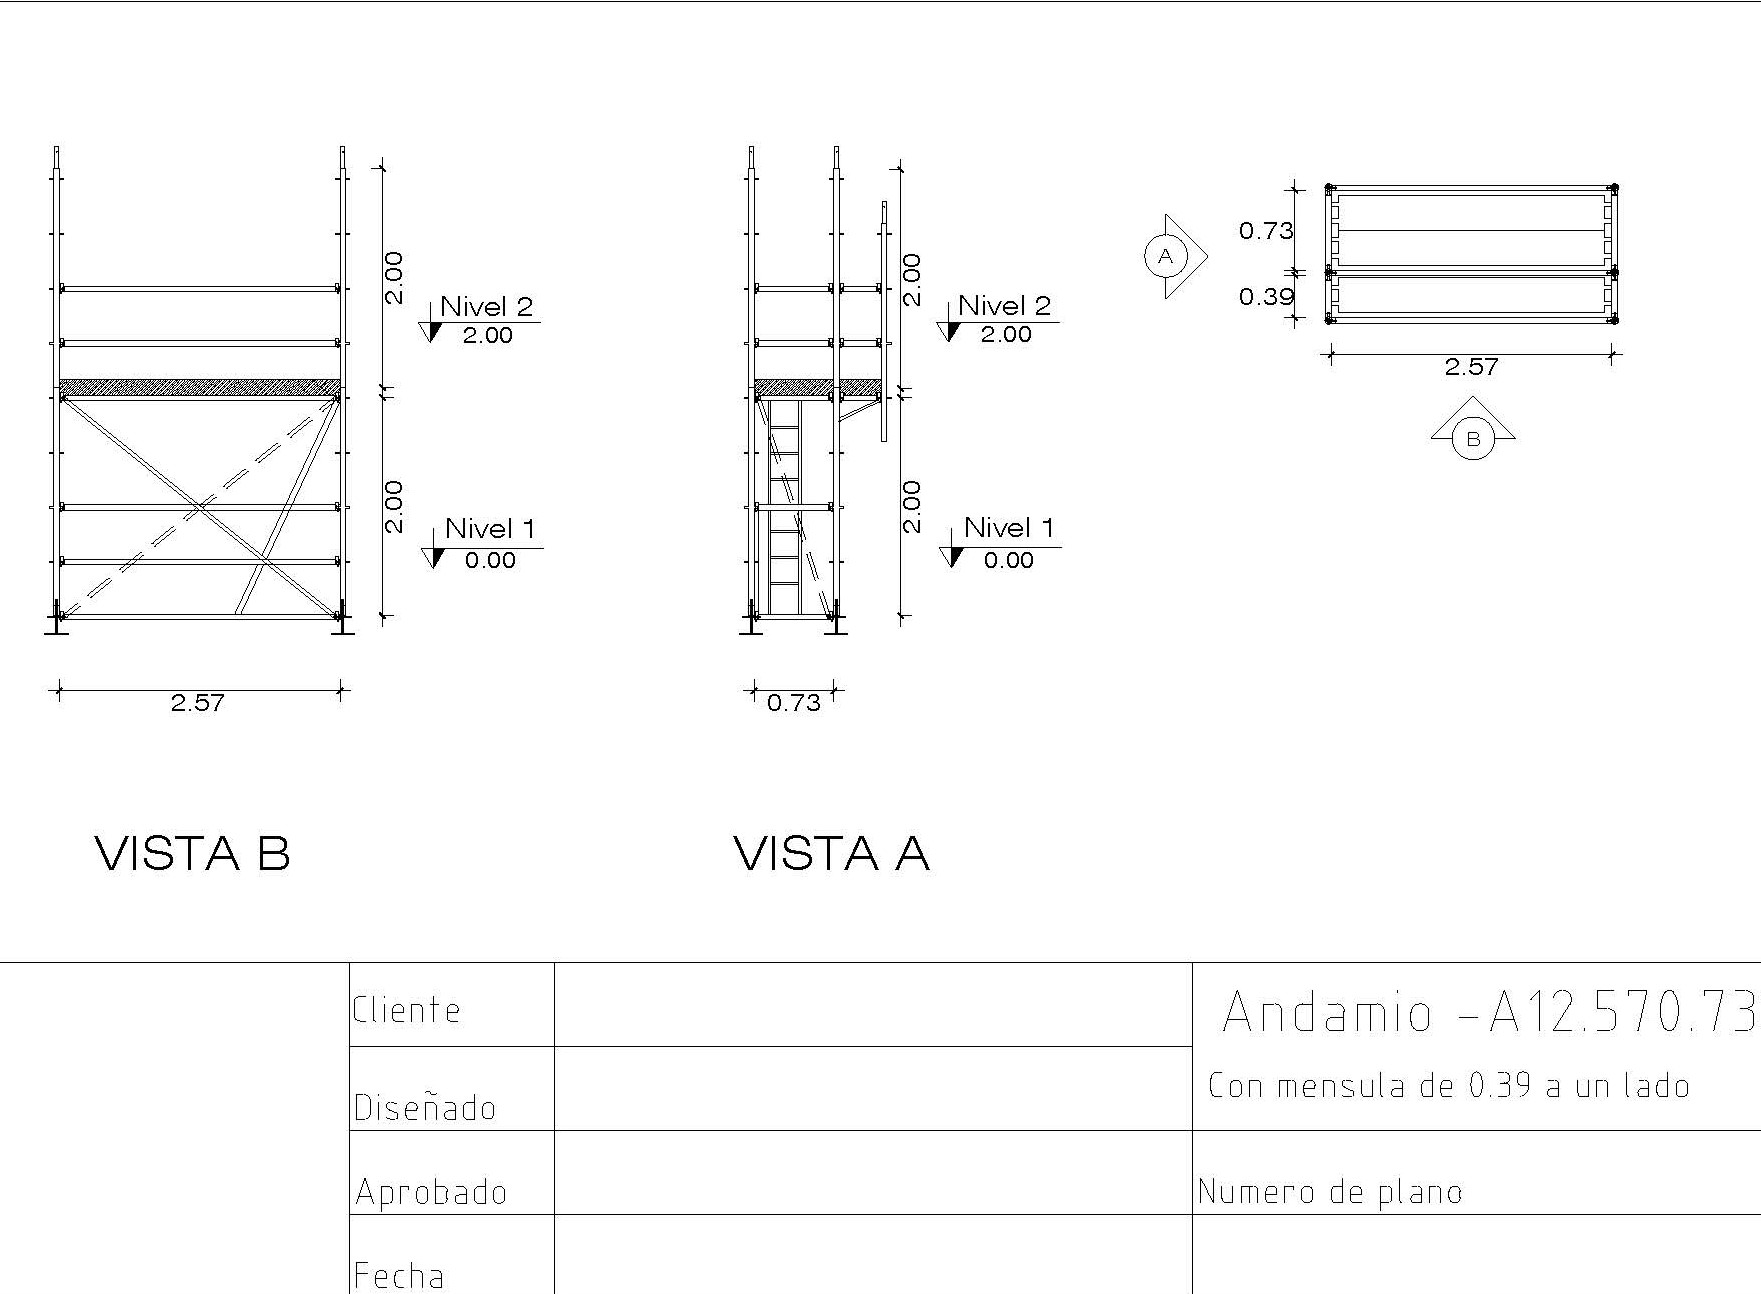 2.00
Nivel 2
2.00
2.00
Nivel 1
0.00
2.57
VISTA B
2.00
Nivel 2
2.00
2.00
Nivel 1
0.00
0.73
VISTA A
A
0.73
0.39
2.57
B
Cliente
Diseñado
Aprobado
Fecha
Andamio -A12.570.73
Con mensula de 0.39 a un lado
Numero de plano